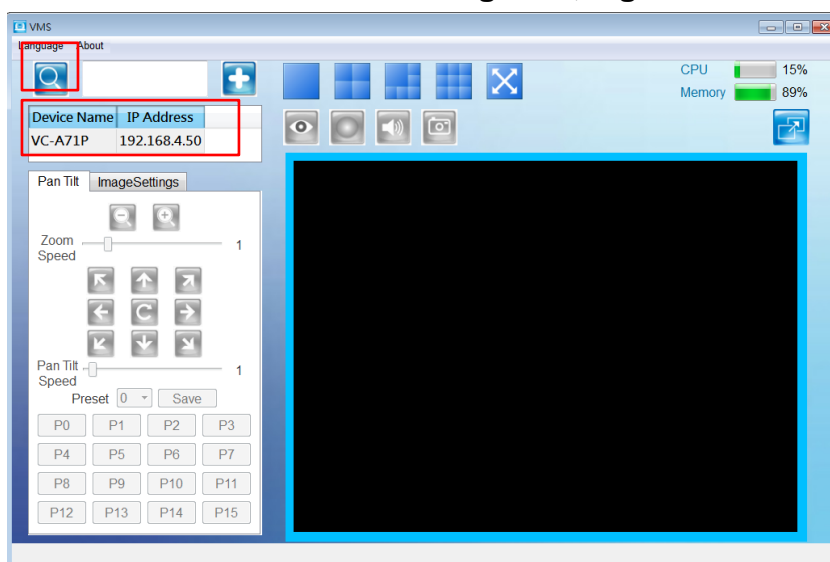 VMS
Language About
CPU 15%
Memory 89%
Device Name IP Address
VC-A71P 192.168.4.50
Pan Tilt ImageSettings
Zoom
Speed
1
Pan Tilt
Speed
1
Preset 0 Save
P0 P1 P2 P3
P4 P5 P6 P7
P8 P9 P10 P11
P12 P13 P14 P15